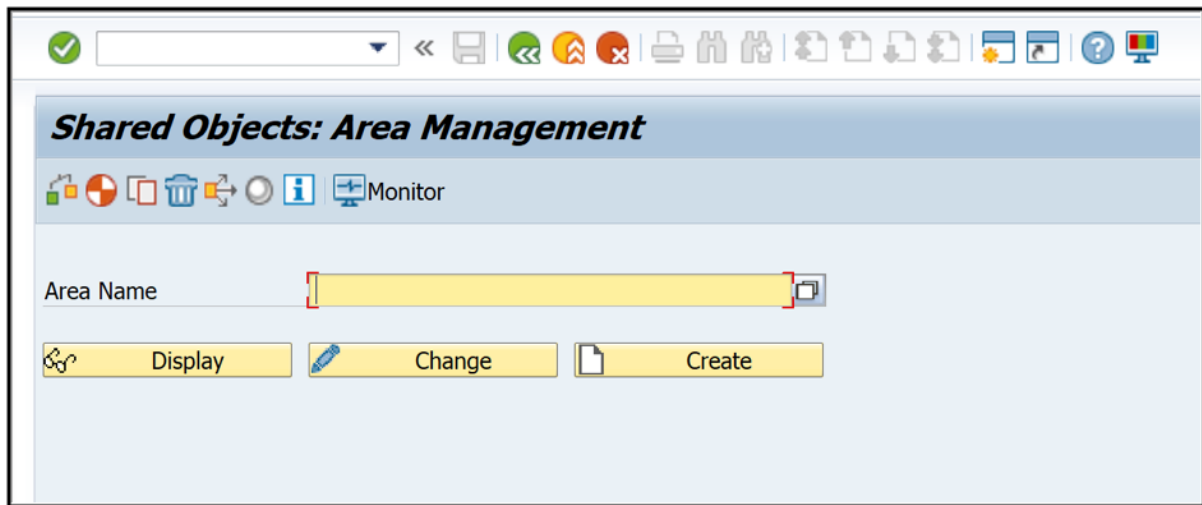 Shared Objects: Area Management
Monitor
Area Name
Display Change Create